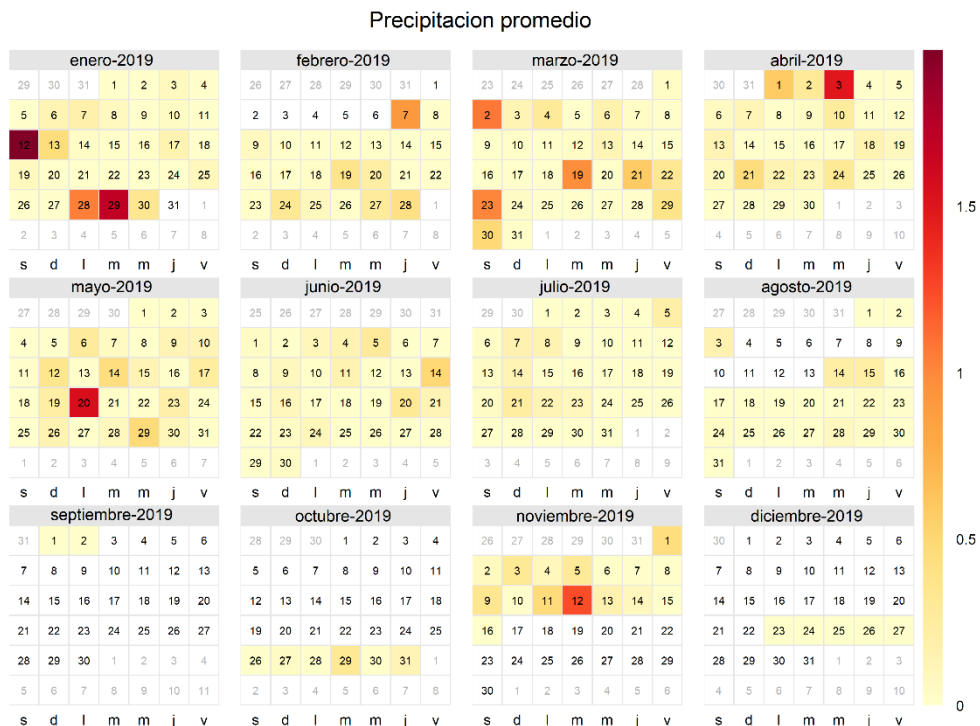 Precipitacion promedio
enero-2019
29 30 31 1 2 3 4
5 6 7 8 9 10 11
12 13 14 15 16 17 18
19 20 21 22 23 24 25
26 27 28 29 30 31 1
2 3 4 5 6 7 8
s d l m m j v
febrero-2019
26 27 28 29 30 31 1
2 3 4 5 6 7 8
9 10 11 12 13 14 15
16 17 18 19 20 21 22
23 24 25 26 27 28 1
2 3 4 5 6 7 8
s d l m m j v
marzo-2019
23 24 25 26 27 28 1
2 3 4 5 6 7 8
9 10 11 12 13 14 15
16 17 18 19 20 21 22
23 24 25 26 27 28 29
30 31 1 2 3 4 5
s d l m m j v
abril-2019
30 31 1 2 3 4 5
6 7 8 9 10 11 12
13 14 15 16 17 18 19
20 21 22 23 24 25 26
27 28 29 30 1 2 3
4 5 6 7 8 9 10
s d l m m j v
mayo-2019
27 28 29 30 1 2 3
4 5 6 7 8 9 10
11 12 13 14 15 16 17
18 19 20 21 22 23 24
25 26 27 28 29 30 31
1 2 3 4 5 6 7
s d l m m j v
junio-2019
25 26 27 28 29 30 31
1 2 3 4 5 6 7
8 9 10 11 12 13 14
15 16 17 18 19 20 21
22 23 24 25 26 27 28
29 30 1 2 3 4 5
s d l m m j v
julio-2019
29 30 1 2 3 4 5
6 7 8 9 10 11 12
13 14 15 16 17 18 19
20 21 22 23 24 25 26
27 28 29 30 31 1 2
3 4 5 6 7 8 9
s d l m m j v
agosto-2019
27 28 29 30 31 1 2
3 4 5 6 7 8 9
10 11 12 13 14 15 16
17 18 19 20 21 22 23
24 25 26 27 28 29 30
31 1 2 3 4 5 6
s d l m m j v
septiembre-2019
31 1 2 3 4 5 6
7 8 9 10 11 12 13
14 15 16 17 18 19 20
21 22 23 24 25 26 27
28 29 30 1 2 3 4
5 6 7 8 9 10 11
s d l m m j v
octubre-2019
28 29 30 1 2 3 4
5 6 7 8 9 10 11
12 13 14 15 16 17 18
19 20 21 22 23 24 25
26 27 28 29 30 31 1
2 3 4 5 6 7 8
s d l m m j v
noviembre-2019
26 27 28 29 30 31 1
2 3 4 5 6 7 8
9 10 11 12 13 14 15
16 17 18 19 20 21 22
23 24 25 26 27 28 29
30 1 2 3 4 5 6
s d l m m j v
diciembre-2019
30 1 2 3 4 5 6
7 8 9 10 11 12 13
14 15 16 17 18 19 20
21 22 23 24 25 26 27
28 29 30 31 1 2 3
4 5 6 7 8 9 10
s d l m m j v
1.5
1
0.5
0